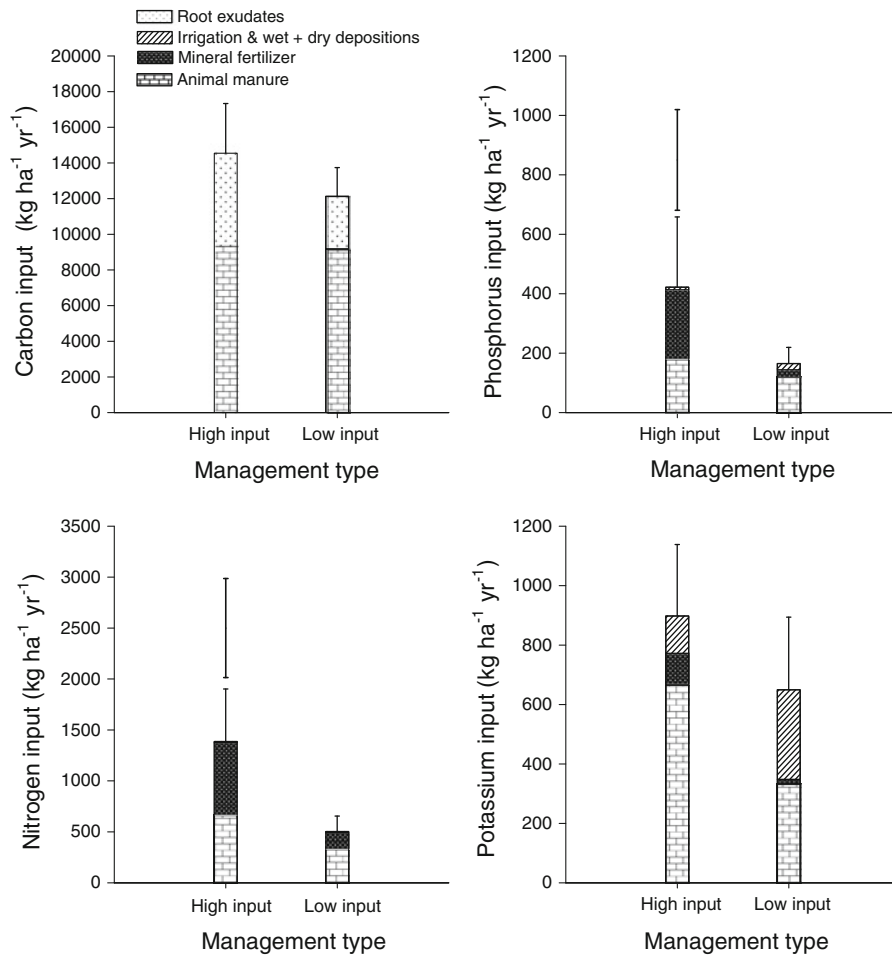 Root exudates
Irrigation & wet + dry depositions
Mineral fertilizer
Animal manure
Carbon input (kg ha⁻¹ yr⁻¹)
20000
18000
16000
14000
12000
10000
8000
6000
4000
2000
0
High input Low input
Management type
Phosphorus input (kg ha⁻¹ yr⁻¹)
1200
1000
800
600
400
200
0
High input Low input
Management type
Nitrogen input (kg ha⁻¹ yr⁻¹)
3500
3000
2500
2000
1500
1000
500
0
High input Low input
Management type
Potassium input (kg ha⁻¹ yr⁻¹)
1200
1000
800
600
400
200
0
High input Low input
Management type